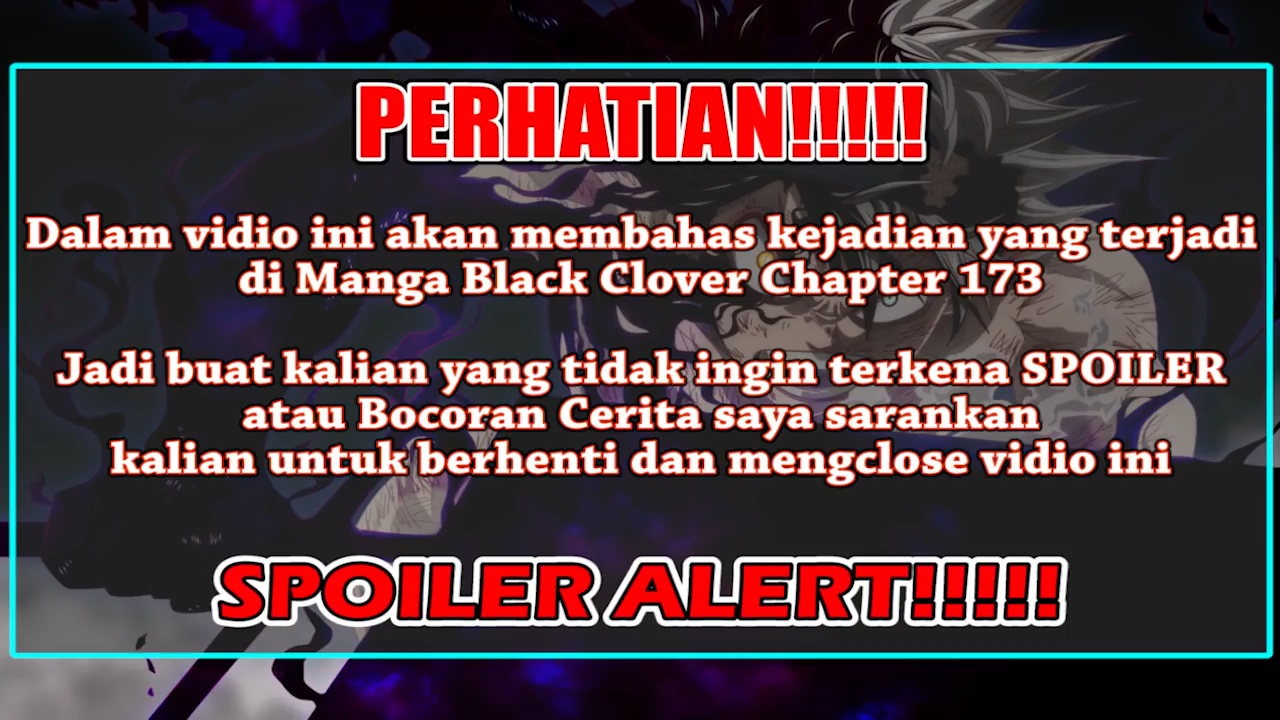 PERHATIAN!!!!!
Dalam vidio ini akan membahas kejadian yang terjadi
di Manga Black Clover Chapter 173
Jadi buat kalian yang tidak ingin terkena SPOILER
atau Bocoran Cerita saya sarankan
kalian untuk berhenti dan mengclose vidio ini
SPOILER ALERT!!!!!